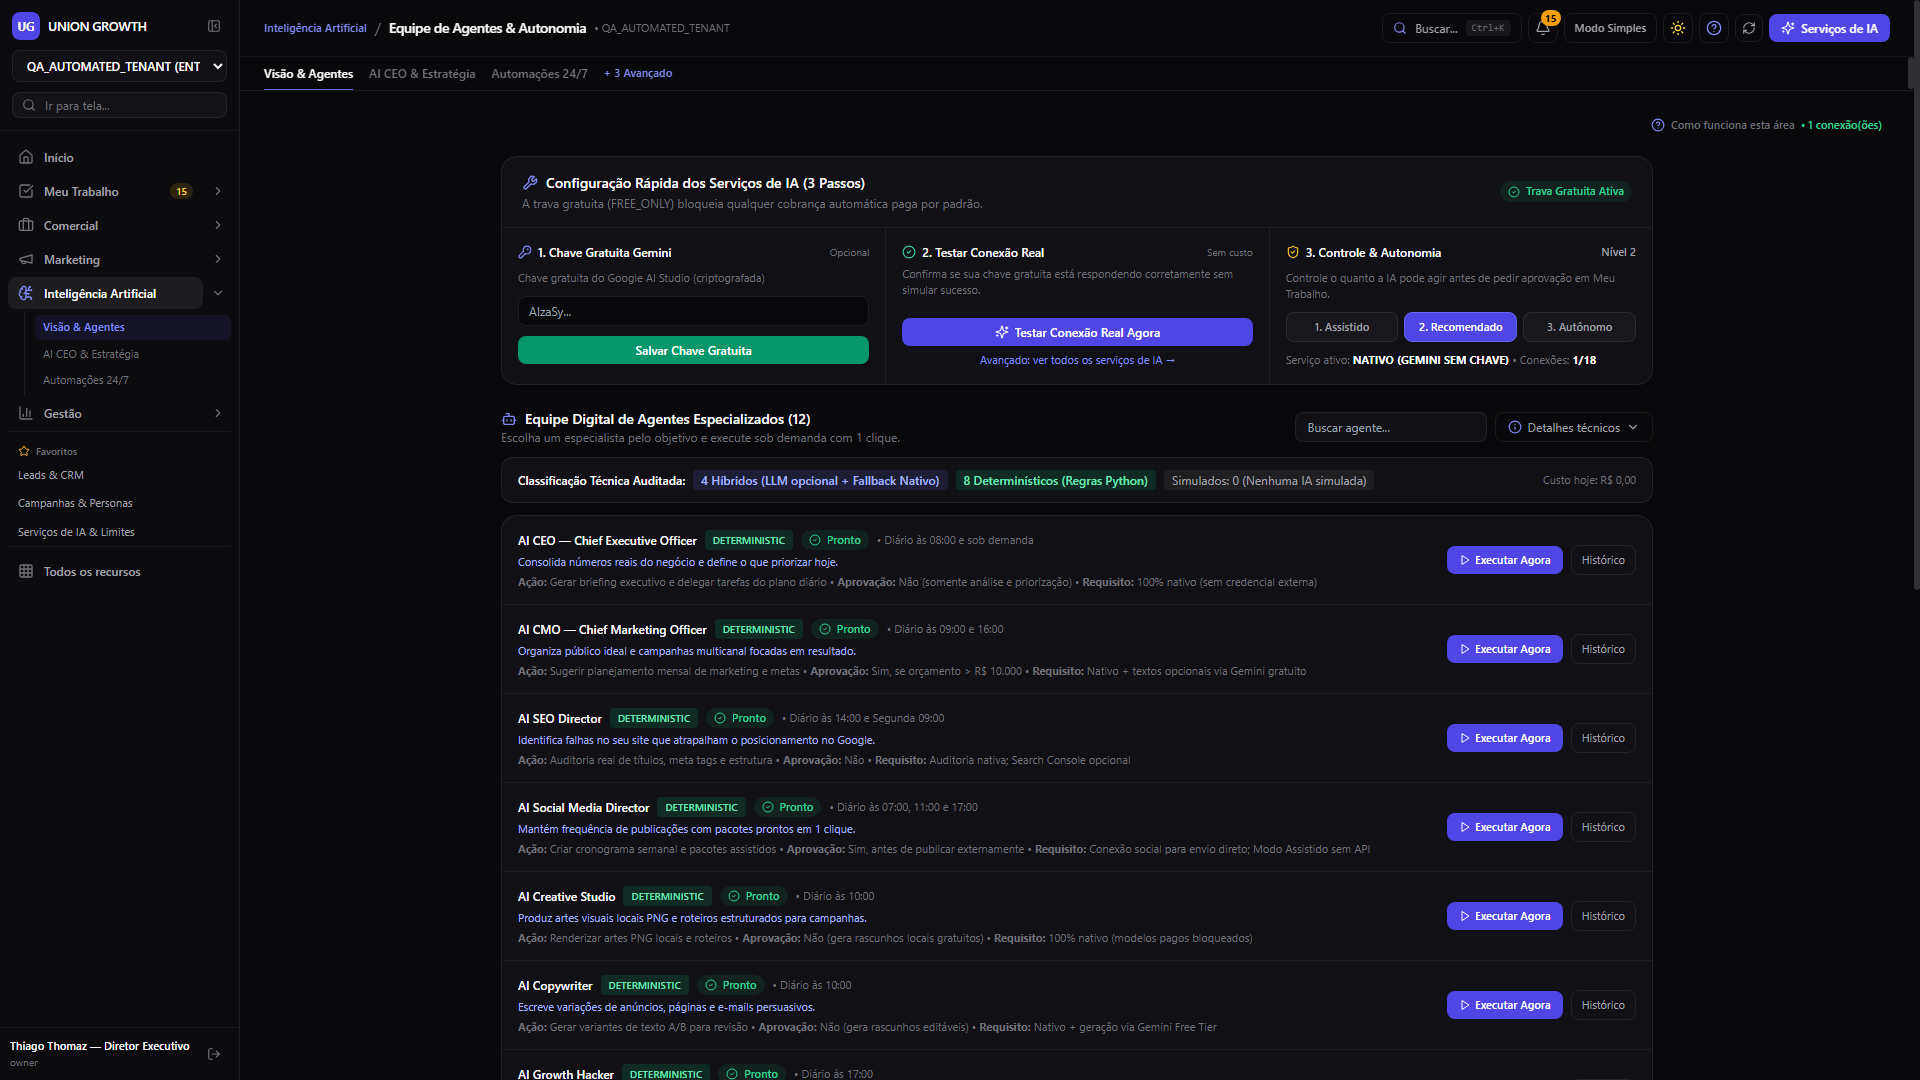 UG UNION GROWTH
QA_AUTOMATED_TENANT (ENT
Ir para tela...
Início
Meu Trabalho 15
Comercial
Marketing
Inteligência Artificial
Visão & Agentes
AI CEO & Estratégia
Automações 24/7
Gestão
Favoritos
Leads & CRM
Campanhas & Personas
Serviços de IA & Limites
Todos os recursos
Thiago Thomaz — Diretor Executivo
owner
Inteligência Artificial / Equipe de Agentes & Autonomia • QA_AUTOMATED_TENANT
Buscar... Ctrl+K 15 Modo Simples Serviços de IA
Visão & Agentes AI CEO & Estratégia Automações 24/7 + 3 Avançado
Como funciona esta área • 1 conexão(ões)
Configuração Rápida dos Serviços de IA (3 Passos)
A trava gratuita (FREE_ONLY) bloqueia qualquer cobrança automática paga por padrão.
Trava Gratuita Ativa
1. Chave Gratuita Gemini Opcional
Chave gratuita do Google AI Studio (criptografada)
AIzaSy...
Salvar Chave Gratuita
2. Testar Conexão Real Sem custo
Confirma se sua chave gratuita está respondendo corretamente sem
simular sucesso.
Testar Conexão Real Agora
Avançado: ver todos os serviços de IA →
3. Controle & Autonomia Nível 2
Controle o quanto a IA pode agir antes de pedir aprovação em Meu
Trabalho.
1. Assistido 2. Recomendado 3. Autônomo
Serviço ativo: NATIVO (GEMINI SEM CHAVE) • Conexões: 1/18
Equipe Digital de Agentes Especializados (12)
Escolha um especialista pelo objetivo e execute sob demanda com 1 clique.
Buscar agente... Detalhes técnicos
Classificação Técnica Auditada: 4 Híbridos (LLM opcional + Fallback Nativo) 8 Determinísticos (Regras Python) Simulados: 0 (Nenhuma IA simulada) Custo hoje: R$ 0,00
AI CEO — Chief Executive Officer DETERMINISTIC Pronto • Diário às 08:00 e sob demanda
Consolida números reais do negócio e define o que priorizar hoje.
Ação: Gerar briefing executivo e delegar tarefas do plano diário • Aprovação: Não (somente análise e priorização) • Requisito: 100% nativo (sem credencial externa)
Executar Agora Histórico
AI CMO — Chief Marketing Officer DETERMINISTIC Pronto • Diário às 09:00 e 16:00
Organiza público ideal e campanhas multicanal focadas em resultado.
Ação: Sugerir planejamento mensal de marketing e metas • Aprovação: Sim, se orçamento > R$ 10.000 • Requisito: Nativo + textos opcionais via Gemini gratuito
Executar Agora Histórico
AI SEO Director DETERMINISTIC Pronto • Diário às 14:00 e Segunda 09:00
Identifica falhas no seu site que atrapalham o posicionamento no Google.
Ação: Auditoria real de títulos, meta tags e estrutura • Aprovação: Não • Requisito: Auditoria nativa; Search Console opcional
Executar Agora Histórico
AI Social Media Director DETERMINISTIC Pronto • Diário às 07:00, 11:00 e 17:00
Mantém frequência de publicações com pacotes prontos em 1 clique.
Ação: Criar cronograma semanal e pacotes assistidos • Aprovação: Sim, antes de publicar externamente • Requisito: Conexão social para envio direto; Modo Assistido sem API
Executar Agora Histórico
AI Creative Studio DETERMINISTIC Pronto • Diário às 10:00
Produz artes visuais locais PNG e roteiros estruturados para campanhas.
Ação: Renderizar artes PNG locais e roteiros • Aprovação: Não (gera rascunhos locais gratuitos) • Requisito: 100% nativo (modelos pagos bloqueados)
Executar Agora Histórico
AI Copywriter DETERMINISTIC Pronto • Diário às 10:00
Escreve variações de anúncios, páginas e e-mails persuasivos.
Ação: Gerar variantes de texto A/B para revisão • Aprovação: Não (gera rascunhos editáveis) • Requisito: Nativo + geração via Gemini Free Tier
Executar Agora Histórico
AI Growth Hacker DETERMINISTIC Pronto • Diário às 17:00